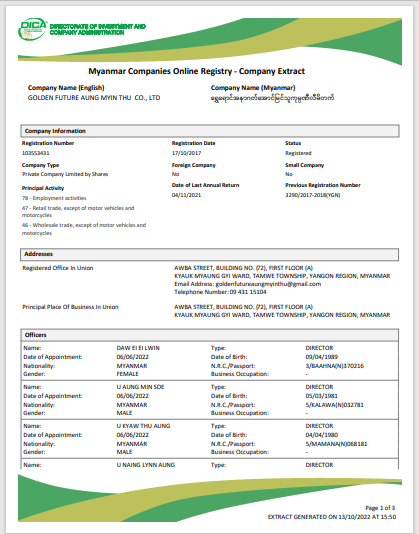 DICA
DIRECTORATE OF INVESTMENT AND
COMPANY ADMINISTRATION
Myanmar Companies Online Registry - Company Extract
Company Name (English)
GOLDEN FUTURE AUNG MYIN THU CO., LTD
Company Name (Myanmar)
ရွှေရောင်အနာဂတ်အောင်မြင်သူကုမ္ပဏီလီမိတက်
Company Information
Registration Number
103553431
Registration Date
17/10/2017
Status
Registered
Company Type
Private Company Limited by Shares
Foreign Company
No
Small Company
No
Principal Activity
78 - Employment activities
47 - Retail trade, except of motor vehicles and
motorcycles
46 - Wholesale trade, except of motor vehicles and
motorcycles
Date of Last Annual Return
04/11/2021
Previous Registration Number
3290/2017-2018(YGN)
Addresses
Registered Office In Union
AWBA STREET, BUILDING NO. (72), FIRST FLOOR (A)
KYAUK MYAUNG GYI WARD, TAMWE TOWNSHIP, YANGON REGION, MYANMAR
Email Address: goldenfutureaungmyinthu@gmail.com
Telephone Number: 09 431 15104
Principal Place Of Business In Union
AWBA STREET, BUILDING NO. (72), FIRST FLOOR (A)
KYAUK MYAUNG GYI WARD, TAMWE TOWNSHIP, YANGON REGION, MYANMAR
Officers
Name: DAW EI EI LWIN Type: DIRECTOR
Date of Appointment: 06/06/2022 Date of Birth: 09/04/1989
Nationality: MYANMAR N.R.C./Passport: 3/BAAHNA(N)370216
Gender: FEMALE Business Occupation: -
Name: U AUNG MIN SOE Type: DIRECTOR
Date of Appointment: 06/06/2022 Date of Birth: 05/03/1981
Nationality: MYANMAR N.R.C./Passport: 5/KALAWA(N)032781
Gender: MALE Business Occupation: -
Name: U KYAW THU AUNG Type: DIRECTOR
Date of Appointment: 06/06/2022 Date of Birth: 04/04/1980
Nationality: MYANMAR N.R.C./Passport: 5/MAMANA(N)068181
Gender: MALE Business Occupation: -
Name: U NAING LYNN AUNG Type: DIRECTOR
Page 1 of 3
EXTRACT GENERATED ON 13/10/2022 AT 15:50